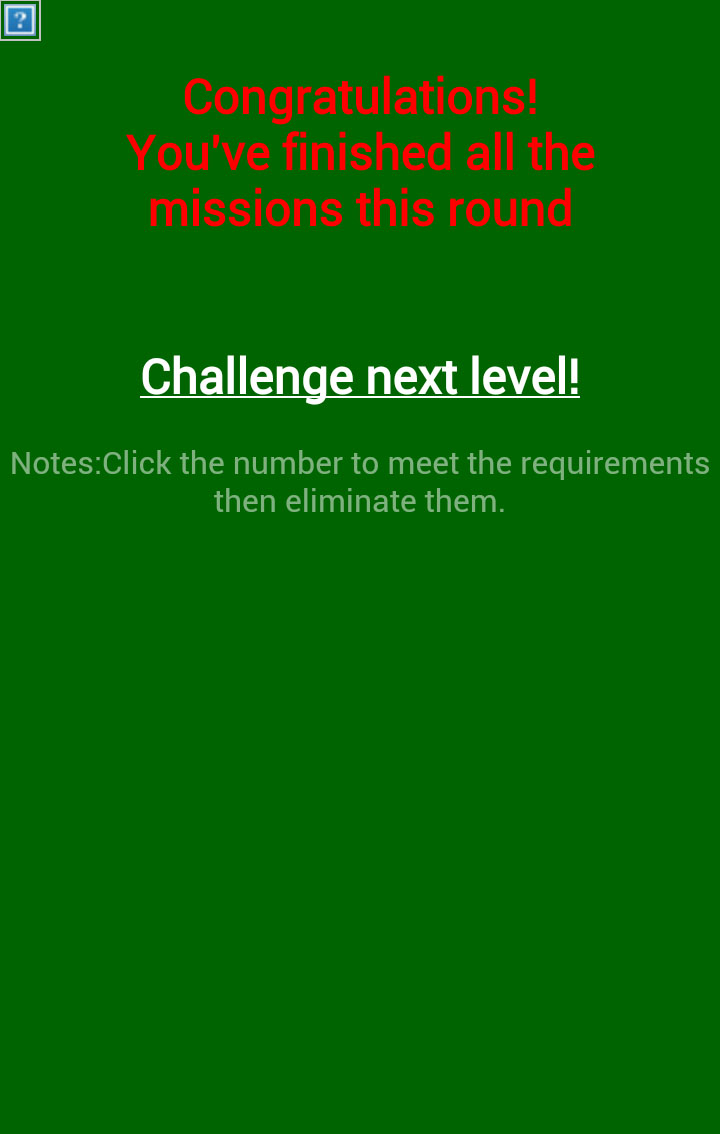 Congratulations!
You've finished all the
missions this round
Challenge next level!
Notes:Click the number to meet the requirements
then eliminate them.